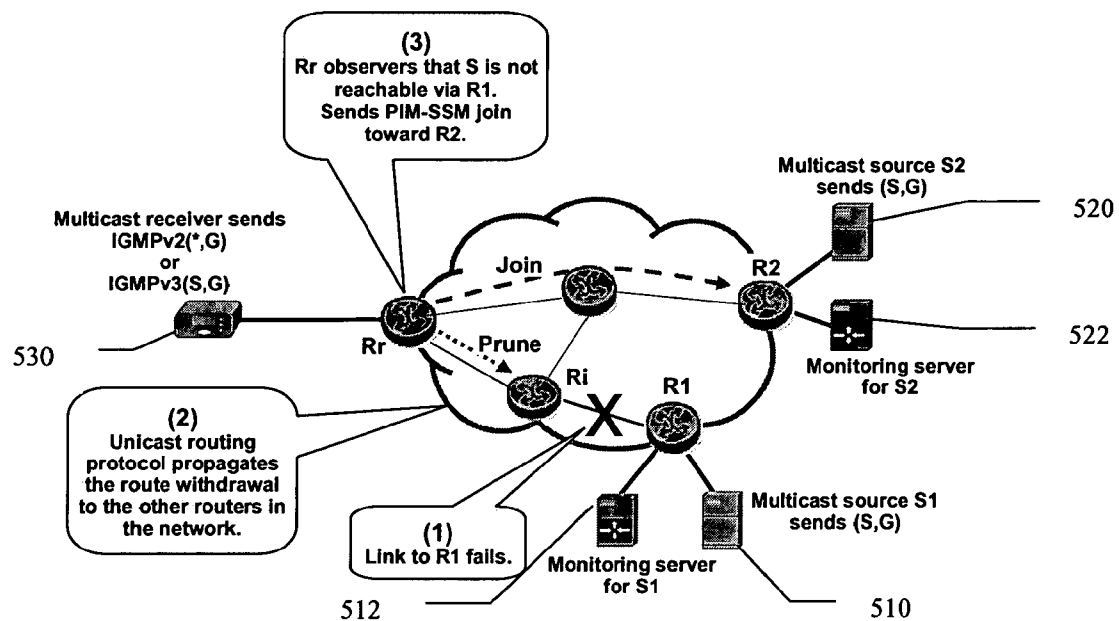 (3)
Rr observers that S is not
reachable via R1.
Sends PIM-SSM join
toward R2.
Multicast source S2
sends (S,G)
520
Multicast receiver sends
IGMPv2(*,G)
or
IGMPv3(S,G)
Join
R2
530
Rr
Prune
522
Monitoring server
for S2
Ri
R1
(2)
Unicast routing
protocol propagates
the route withdrawal
to the other routers in
the network.
X
(1)
Link to R1 fails.
Multicast source S1
sends (S,G)
Monitoring server
for S1
512
510